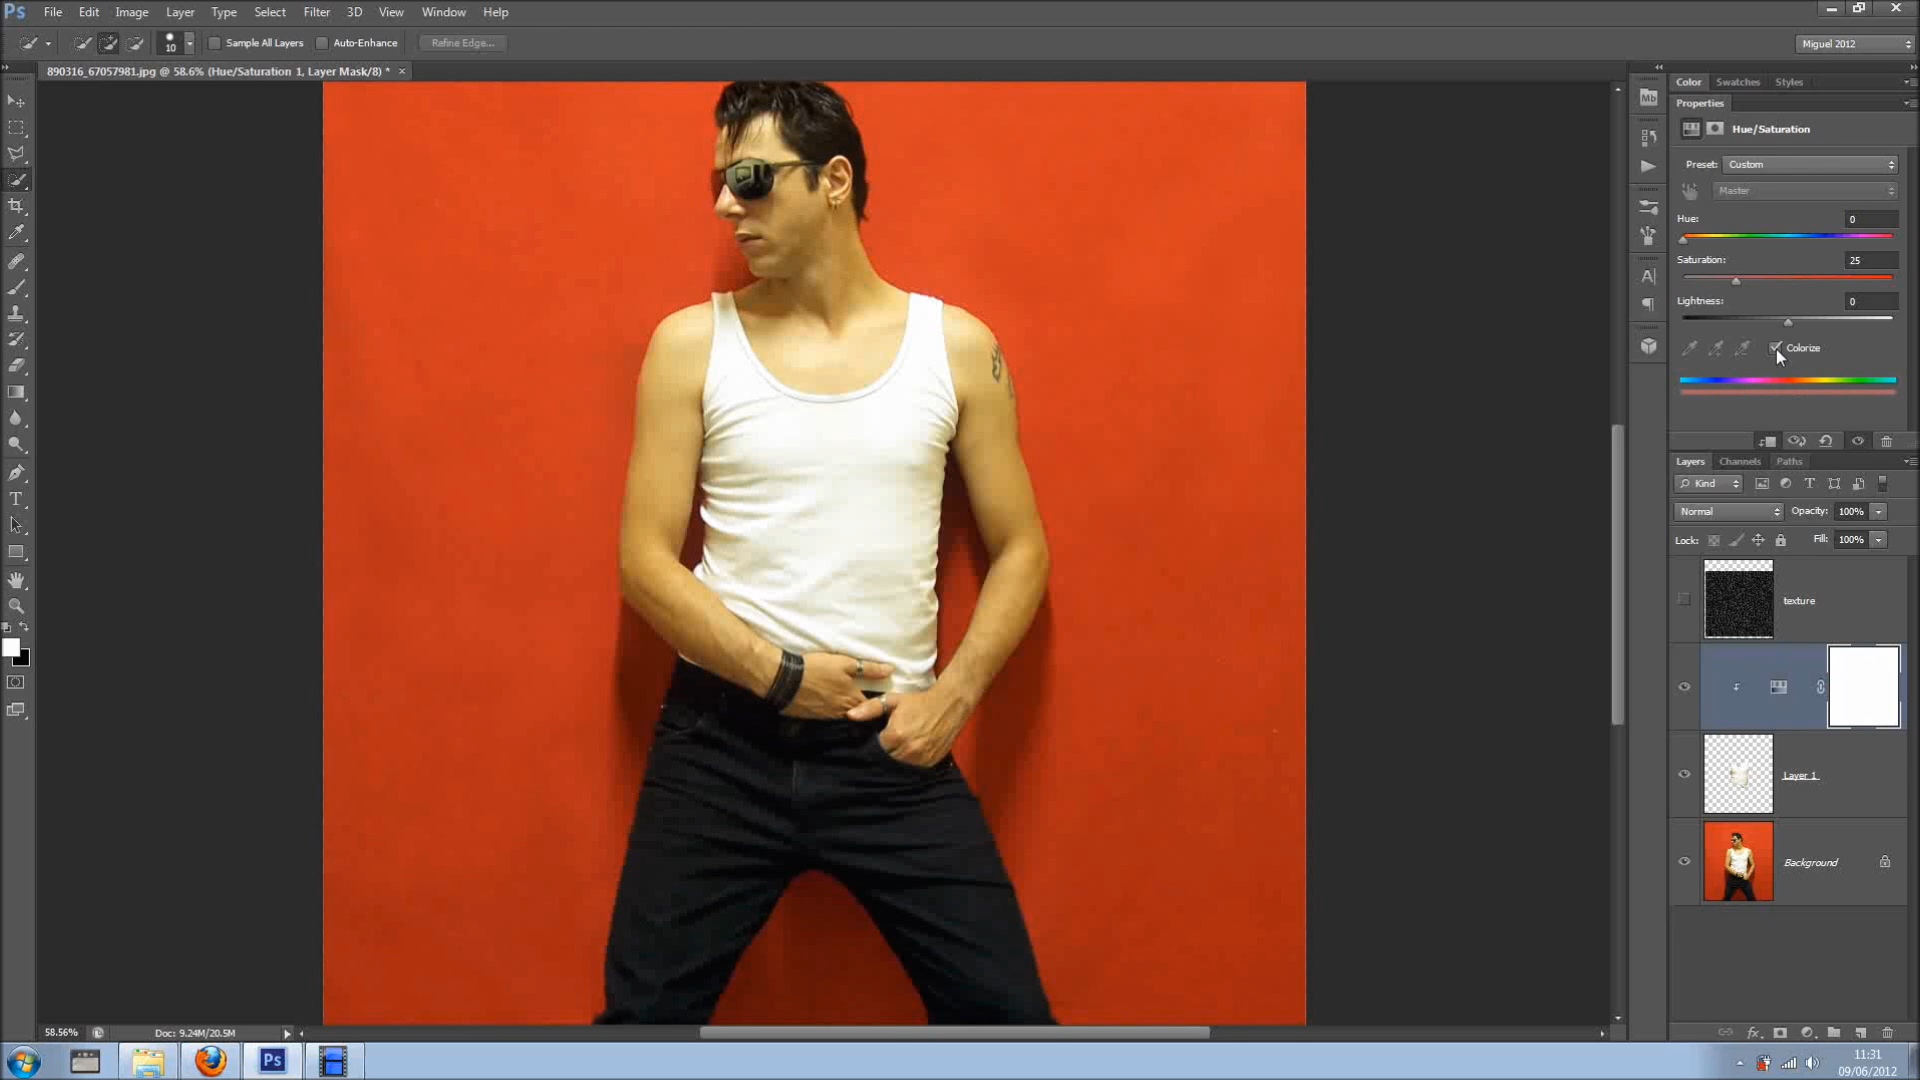 Ps File Edit Image Layer Type Select Filter 3D View Window Help
10 Sample All Layers Auto-Enhance Refine Edge... Miguel 2012
890316_67057981.jpg @ 58.6% (Hue/Saturation 1, Layer Mask/8) * ×
Color Swatches Styles
Mb
Properties
Hue/Saturation
Preset: Custom
Master
Hue: 0
Saturation: 25
Lightness: 0
Colorize
Layers Channels Paths
Kind
Normal Opacity: 100%
Lock: Fill: 100%
texture
Layer 1
Background
58.56% Doc: 9.24M/20.5M
Ps
11:31
09/06/2012